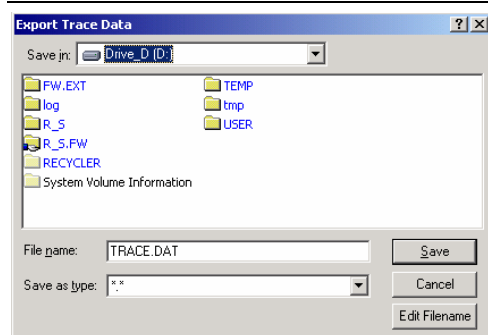 Export Trace Data
Save in: Drive_D (D:)
FW.EXT TEMP
log tmp
R_S USER
R_S.FW
RECYCLER
System Volume Information
File name: TRACE.DAT Save
Save as type: *.* Cancel
Edit Filename